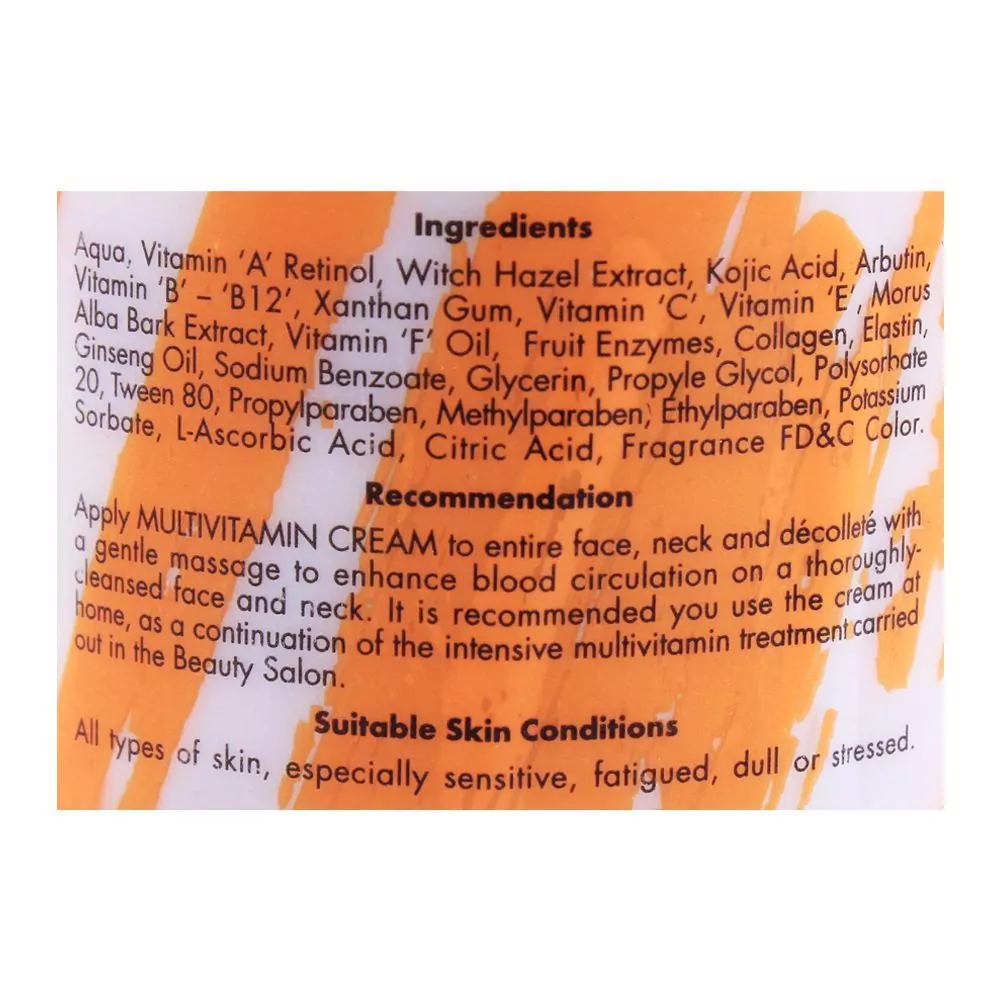 Ingredients
Aqua, Vitamin ‘A’ Retinol, Witch Hazel Extract, Kojic Acid, Arbutin,
Vitamin ‘B’ – ‘B12’, Xanthan Gum, Vitamin ‘C’, Vitamin ‘E’, Morus
Alba Bark Extract, Vitamin ‘F’ Oil, Fruit Enzymes, Collagen, Elastin,
Ginseng Oil, Sodium Benzoate, Glycerin, Propyle Glycol, Polysorbate
20, Tween 80, Propylparaben, Methylparaben, Ethylparaben, Potassium
Sorbate, L-Ascorbic Acid, Citric Acid, Fragrance FD&C Color.
Recommendation
Apply MULTIVITAMIN CREAM to entire face, neck and décolleté with
a gentle massage to enhance blood circulation on a thoroughly-
cleansed face and neck. It is recommended you use the cream at
home, as a continuation of the intensive multivitamin treatment carried
out in the Beauty Salon.
Suitable Skin Conditions
All types of skin, especially sensitive, fatigued, dull or stressed.